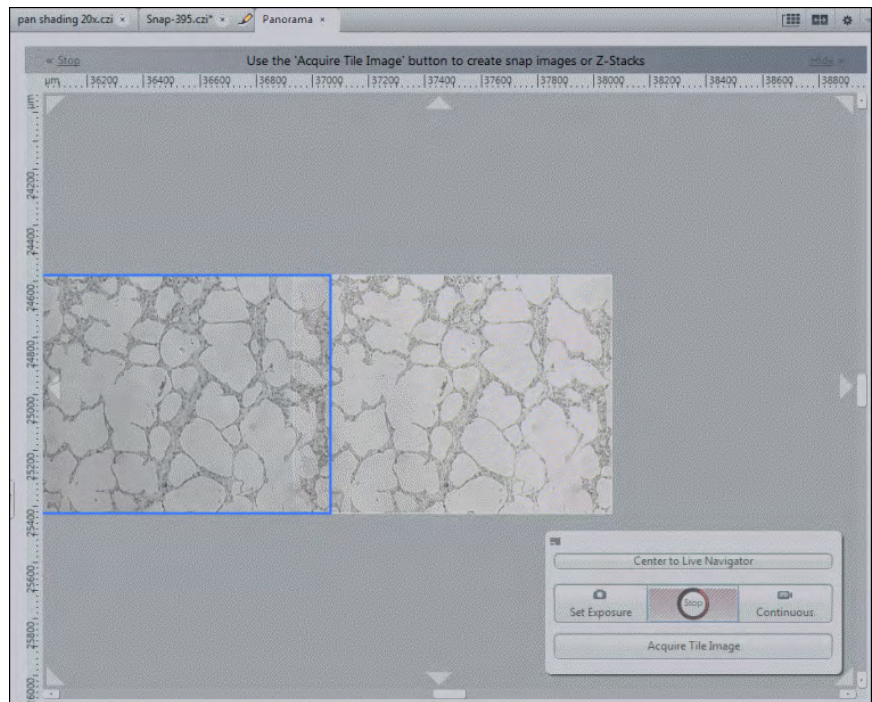 pan shading 20x.czi × Snap-395.czi* × Panorama ×
« Stop Use the 'Acquire Tile Image' button to create snap images or Z-Stacks Hide
µm 36200 36400 36600 36800 37000 37200 37400 37600 37800 38000 38200 38400 38600 38800
µm
24200
24400
24600
24800
25000
25200
25400
25600
25800
26000
Center to Live Navigator
Set Exposure Stop Continuous
Acquire Tile Image